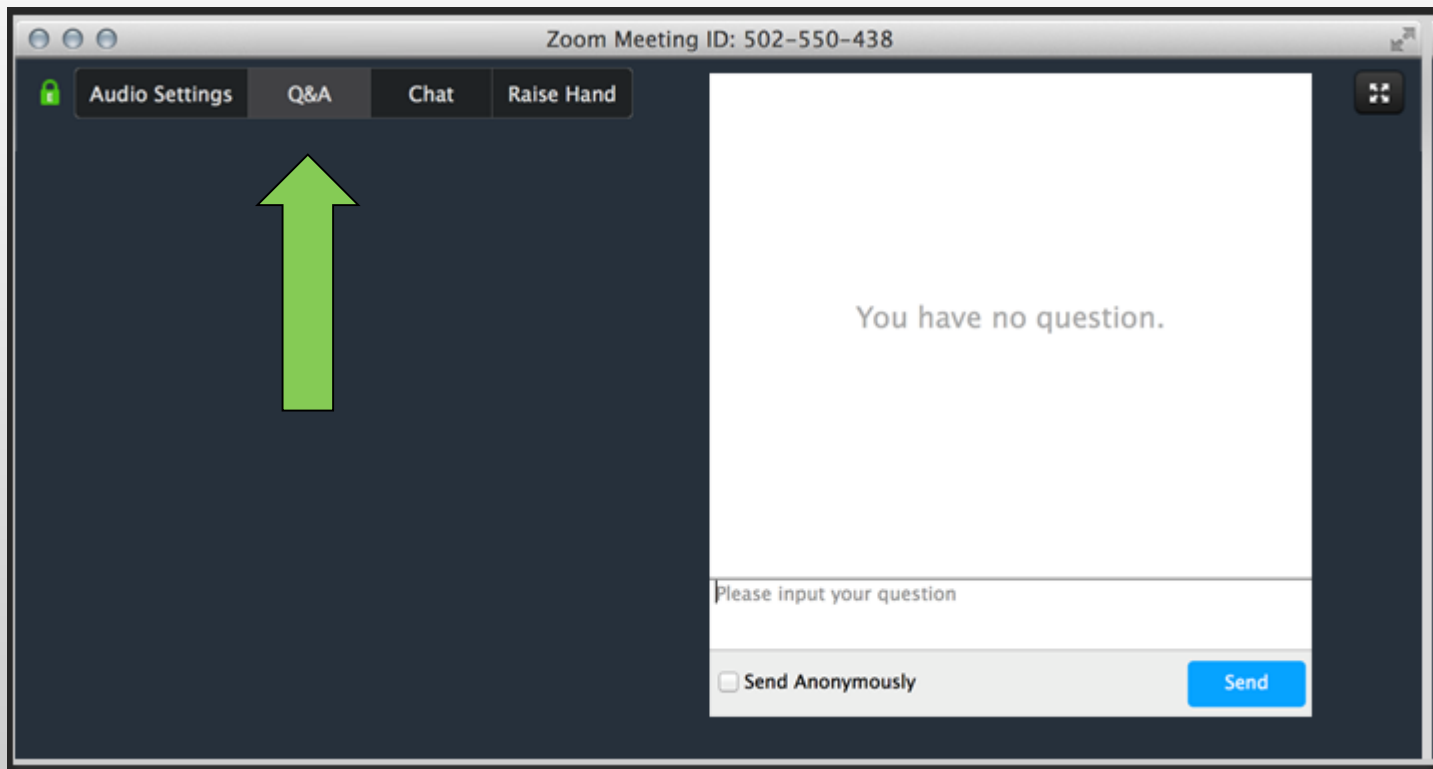 Zoom Meeting ID: 502-550-438
Audio Settings Q&A Chat Raise Hand
You have no question.
Please input your question
Send Anonymously Send